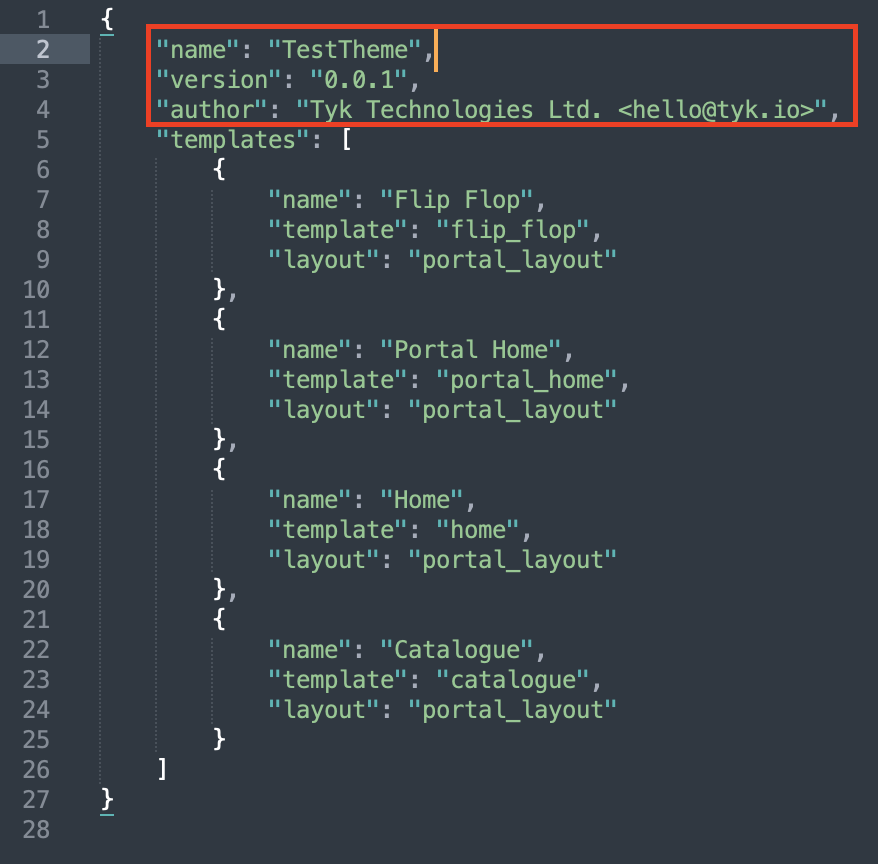 1 {
2 "name": "TestTheme",
3 "version": "0.0.1",
4 "author": "Tyk Technologies Ltd. <hello@tyk.io>",
5 "templates": [
6 {
7 "name": "Flip Flop",
8 "template": "flip_flop",
9 "layout": "portal_layout"
10 },
11 {
12 "name": "Portal Home",
13 "template": "portal_home",
14 "layout": "portal_layout"
15 },
16 {
17 "name": "Home",
18 "template": "home",
19 "layout": "portal_layout"
20 },
21 {
22 "name": "Catalogue",
23 "template": "catalogue",
24 "layout": "portal_layout"
25 }
26 ]
27 }
28